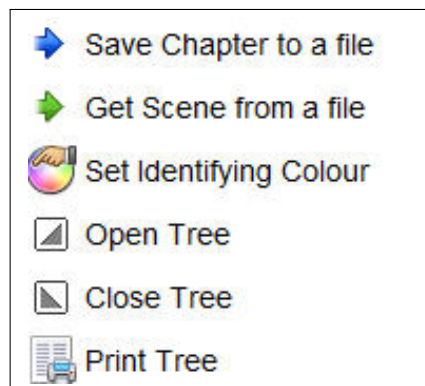 Save Chapter to a file
Get Scene from a file
Set Identifying Colour
Open Tree
Close Tree
Print Tree